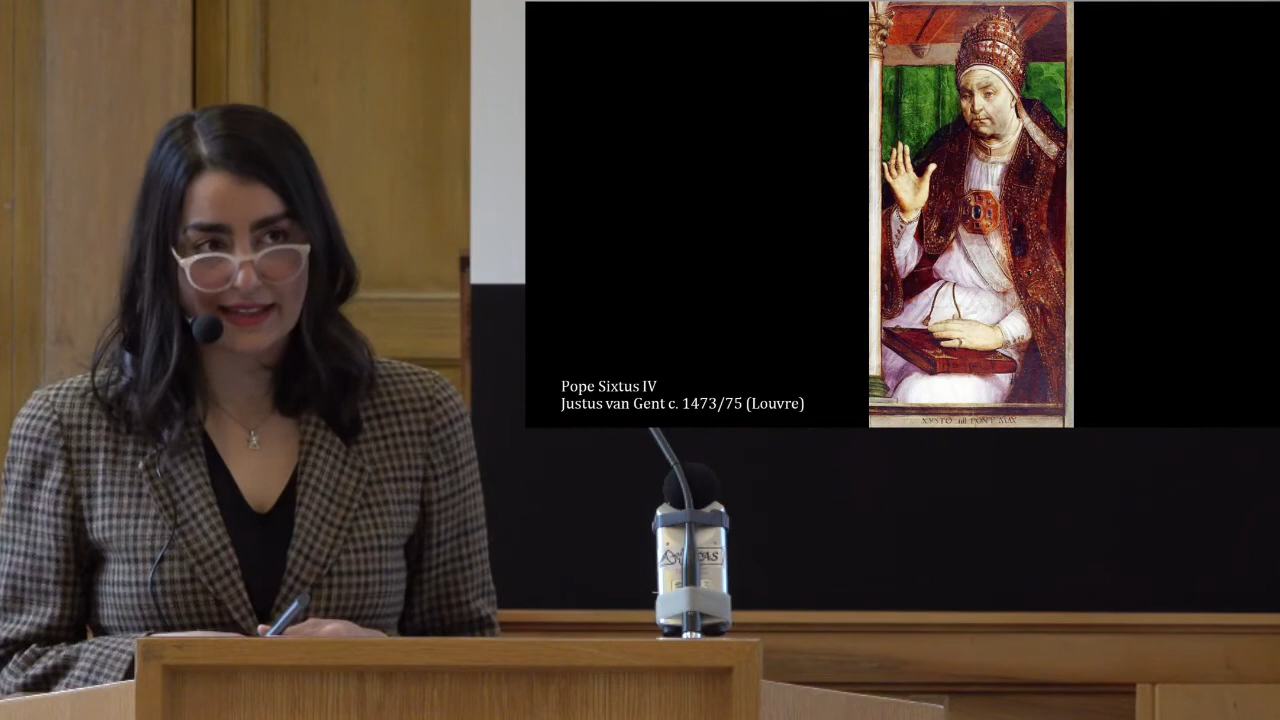 Pope Sixtus IV
Justus van Gent c. 1473/75 (Louvre)
XYSTO IIII PONT MAX